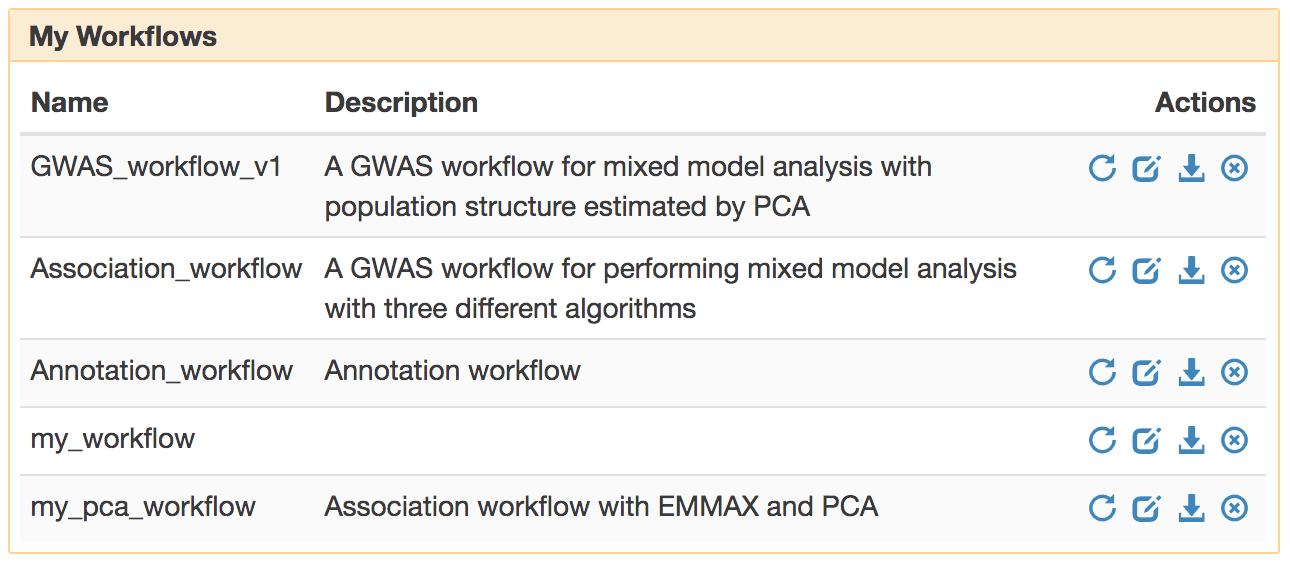 My Workflows
Name Description Actions
GWAS_workflow_v1 A GWAS workflow for mixed model analysis with
population structure estimated by PCA
Association_workflow A GWAS workflow for performing mixed model analysis
with three different algorithms
Annotation_workflow Annotation workflow
my_workflow
my_pca_workflow Association workflow with EMMAX and PCA